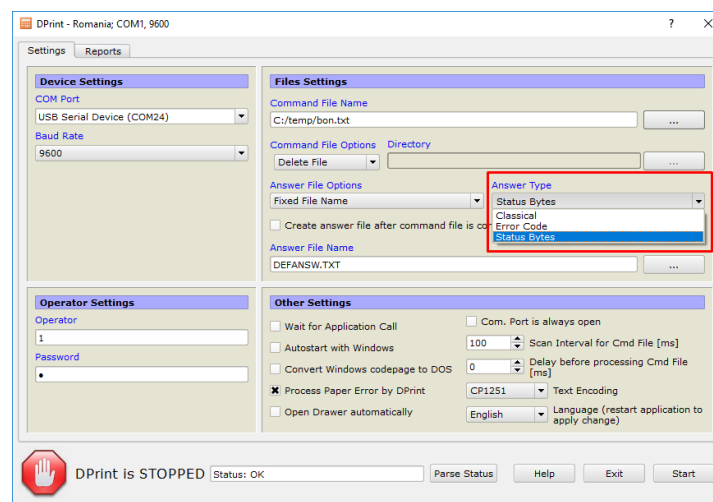 DPrint - Romania; COM1, 9600
Settings
Reports
Device Settings
COM Port
USB Serial Device (COM24)
Baud Rate
9600
Files Settings
Command File Name
C:/temp/bon.txt
...
Command File Options
Directory
Delete File
...
Answer File Options
Answer Type
Fixed File Name
Status Bytes
Classical
Error Code
Status Bytes
Create answer file after command file is co
Answer File Name
DEFANSW.TXT
...
Operator Settings
Operator
1
Password
Other Settings
Wait for Application Call
Autostart with Windows
Convert Windows codepage to DOS
Process Paper Error by DPrint
Open Drawer automatically
Com. Port is always open
100
Scan Interval for Cmd File [ms]
0
Delay before processing Cmd File
[ms]
CP1251
Text Encoding
English
Language (restart application to
apply change)
DPrint is STOPPED
Status: OK
Parse Status
Help
Exit
Start